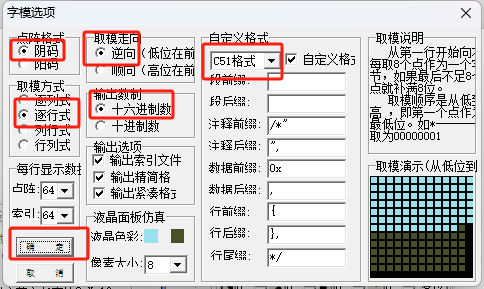 字模选项
点阵格式
阴码
阳码
取模方式
逐列式
逐行式
列行式
行列式
每行显示数据
点阵: 64
索引: 64
确 定
取 消
取模走向
逆向(低位在前
顺向(高位在前
输出数制
十六进制数
十进制数
输出选项
输出索引文件
输出精简格
输出紧凑格式
液晶面板仿真
液晶色彩:
像素大小: 8
自定义格式
C51格式
自定义格式
段前缀:
段后缀:
注释前缀: /*"
注释后缀: ",
数据前缀: 0x
数据后缀: ,
行前缀: {
行后缀: },
行尾缀: */
取模说明
从第一行开始向
每取8个点作为一个字
节，如果最后不足8个
点就补满8位。
取模顺序是从低到
高，即第一个点作为
最低位。如*-------
取为00000001
取模演示(从低位到